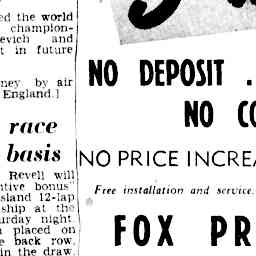 ed the world
champion-
evich and
t in future
ney, by air
England.]
race
basis
Revell will
ntive bonus
sland 12-lap
ship at the
urday night.
n placed on
e back row,
in the draw.
NO DEPOSIT .
NO CO
NO PRICE INCREA
Free installation and service.
FOX PR